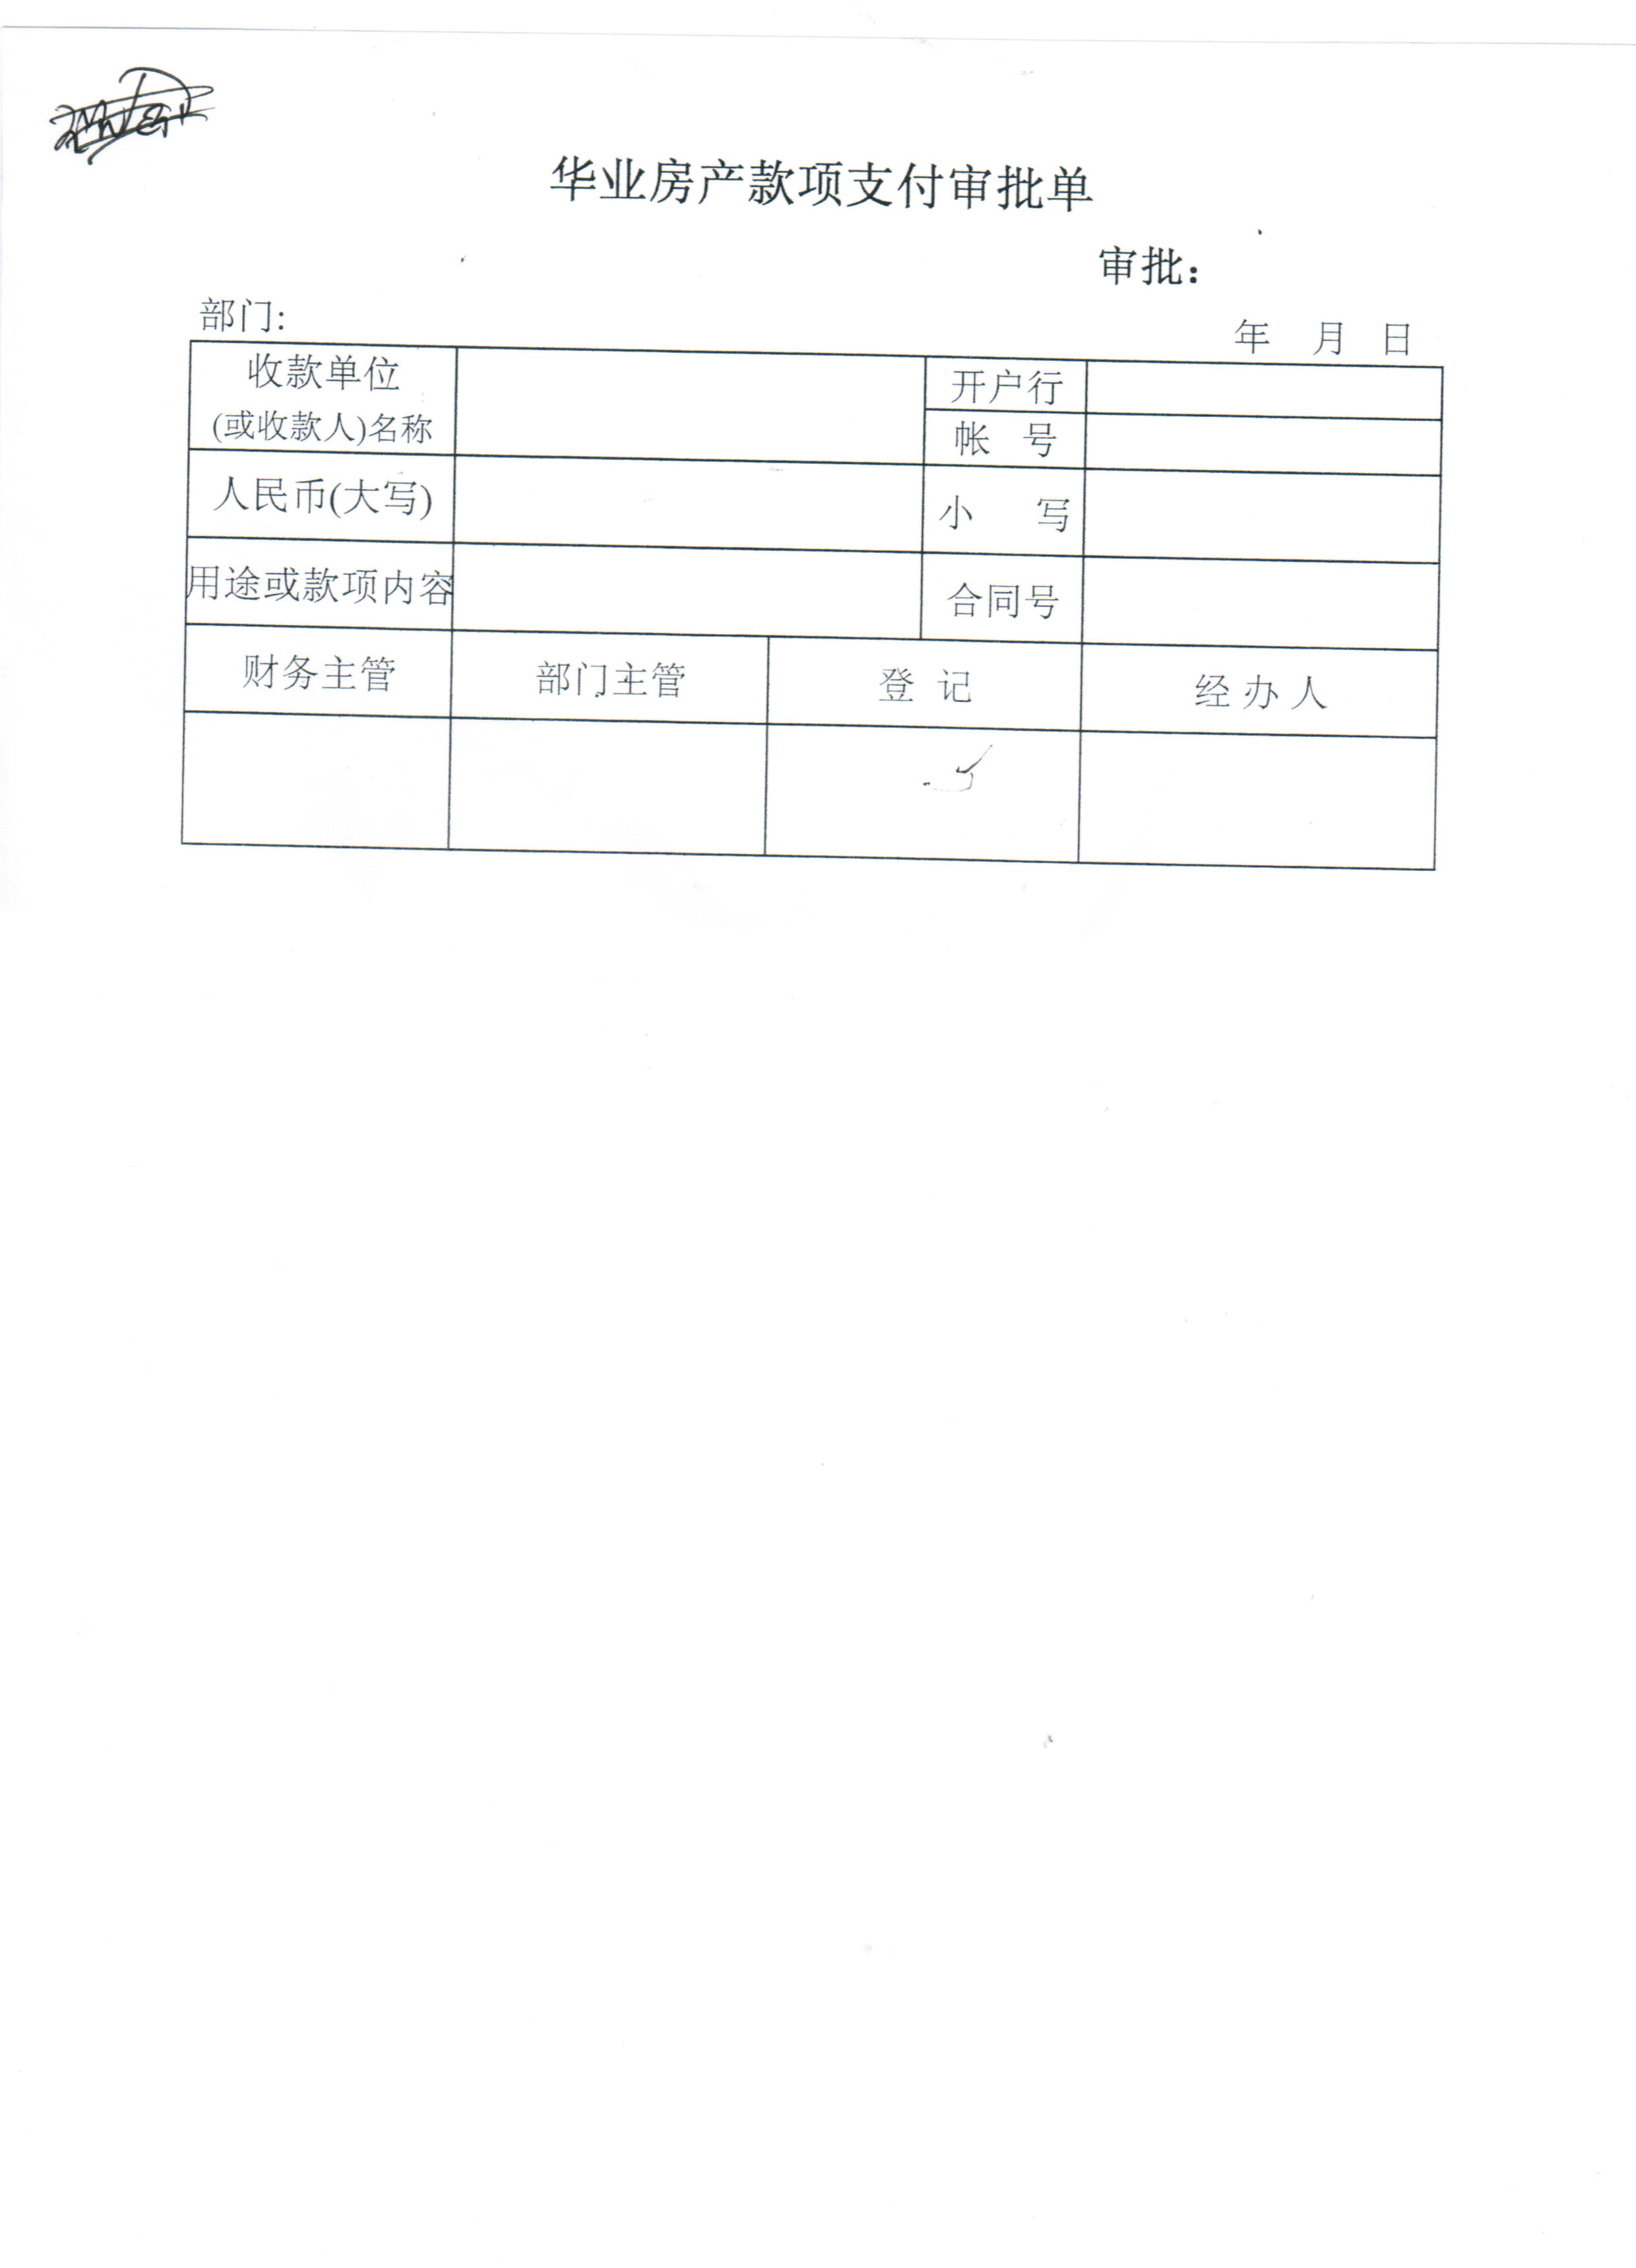 华业房产款项支付审批单
审批：
部门:
年 月 日
收款单位
(或收款人)名称
开户行
帐 号
人民币(大写)
小 写
用途或款项内容
合同号
财务主管 部门主管 登 记 经 办 人